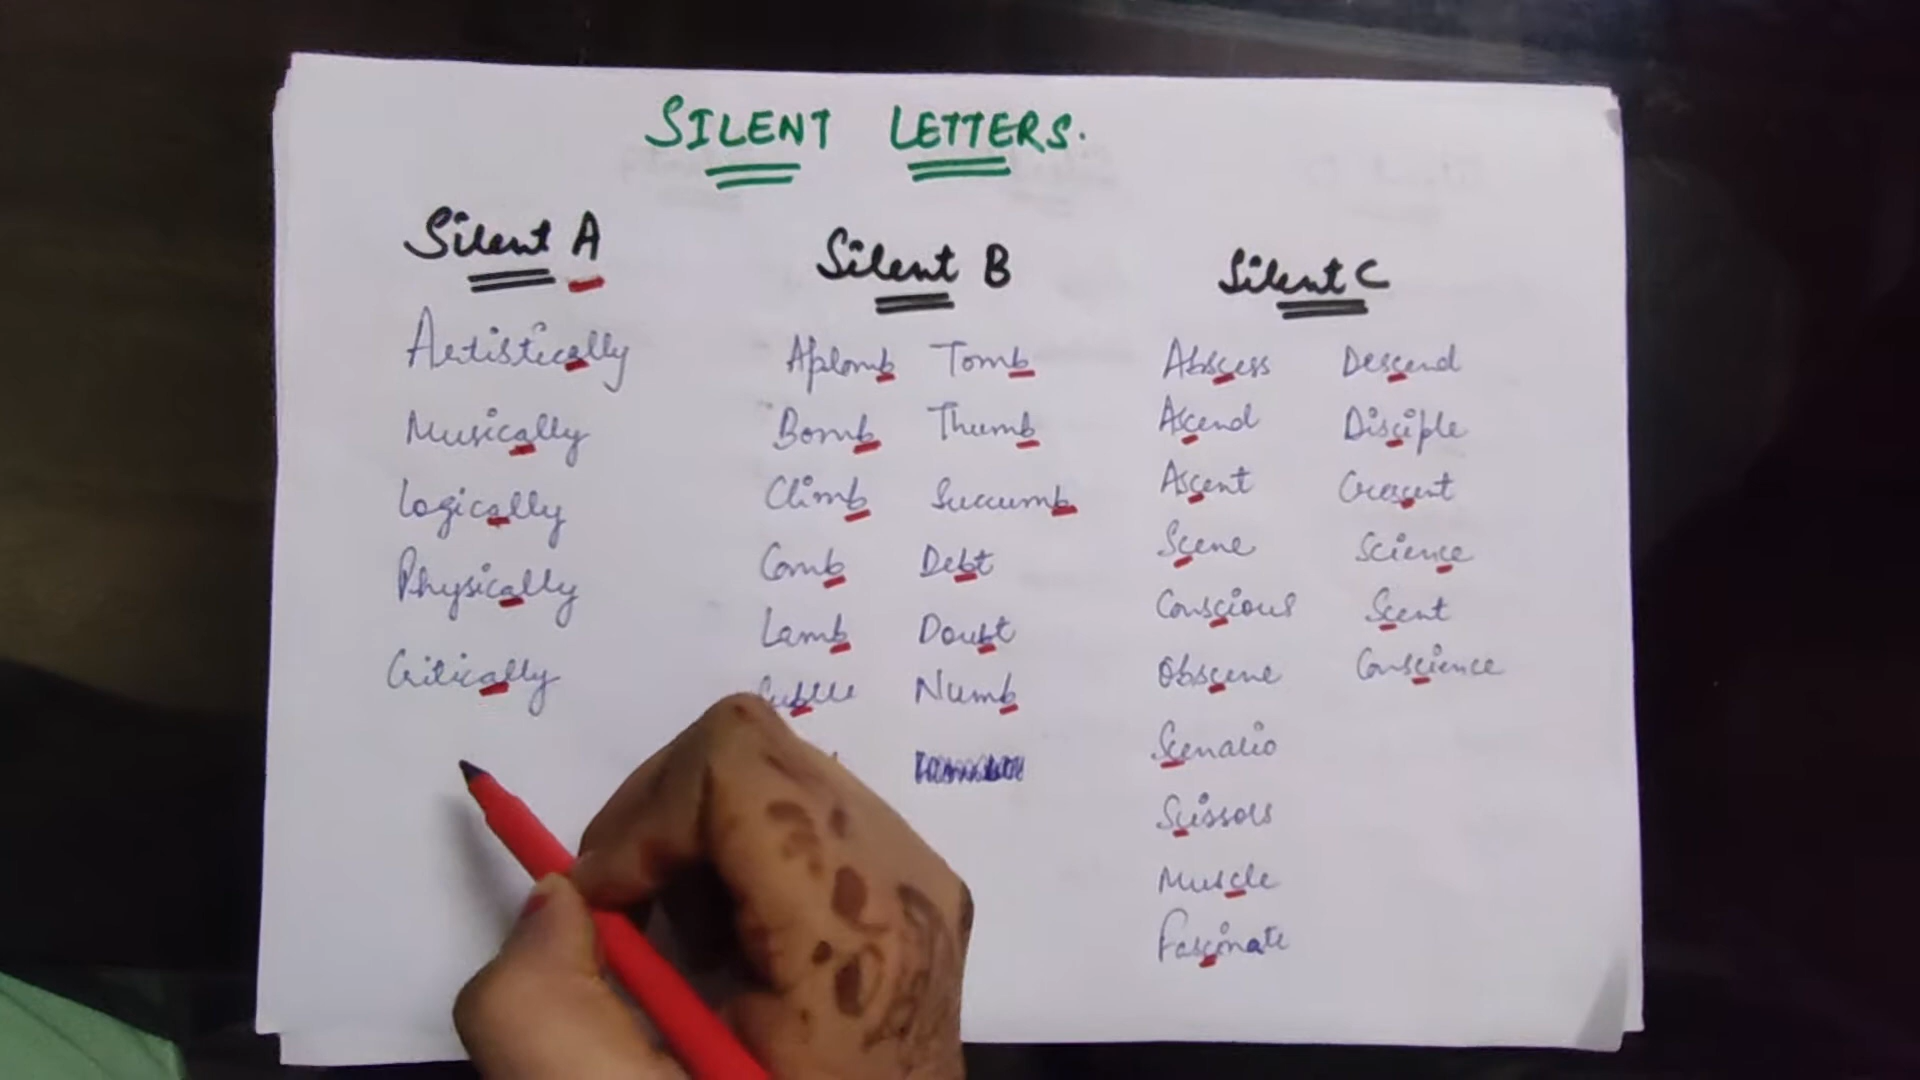 SILENT LETTERS.
Silent A
Artistically
Musically
Logically
Physically
Critically
Silent B
Aplomb Tomb
Bomb Thumb
Climb Succumb
Comb Debt
Lamb Doubt
Subtle Numb
Silent C
Abscess Descend
Ascend Disciple
Ascent Crescent
Scene Science
Conscious Scent
Obscene Conscience
Scenario
Scissors
Muscle
Fascinate